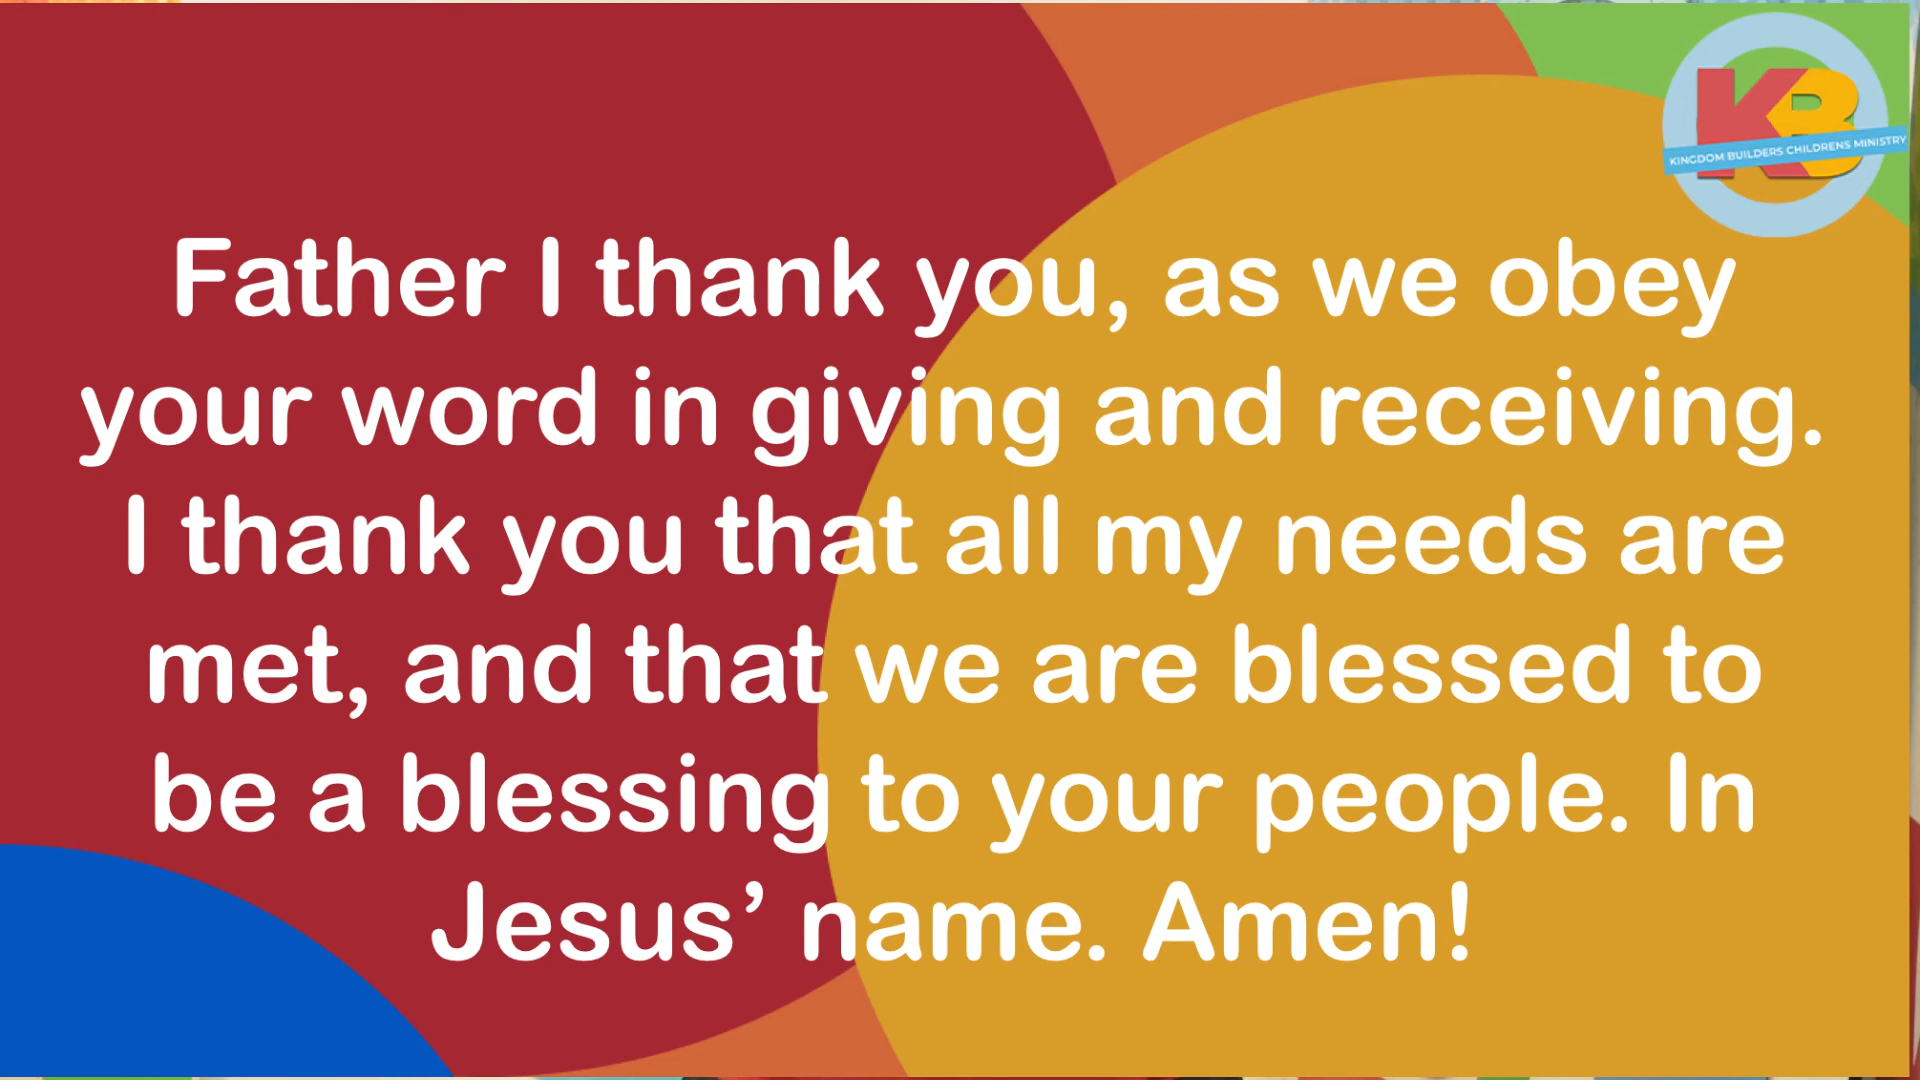 KB
KINGDOM BUILDERS CHILDRENS MINISTRY
Father I thank you, as we obey
your word in giving and receiving.
I thank you that all my needs are
met, and that we are blessed to
be a blessing to your people. In
Jesus’ name. Amen!